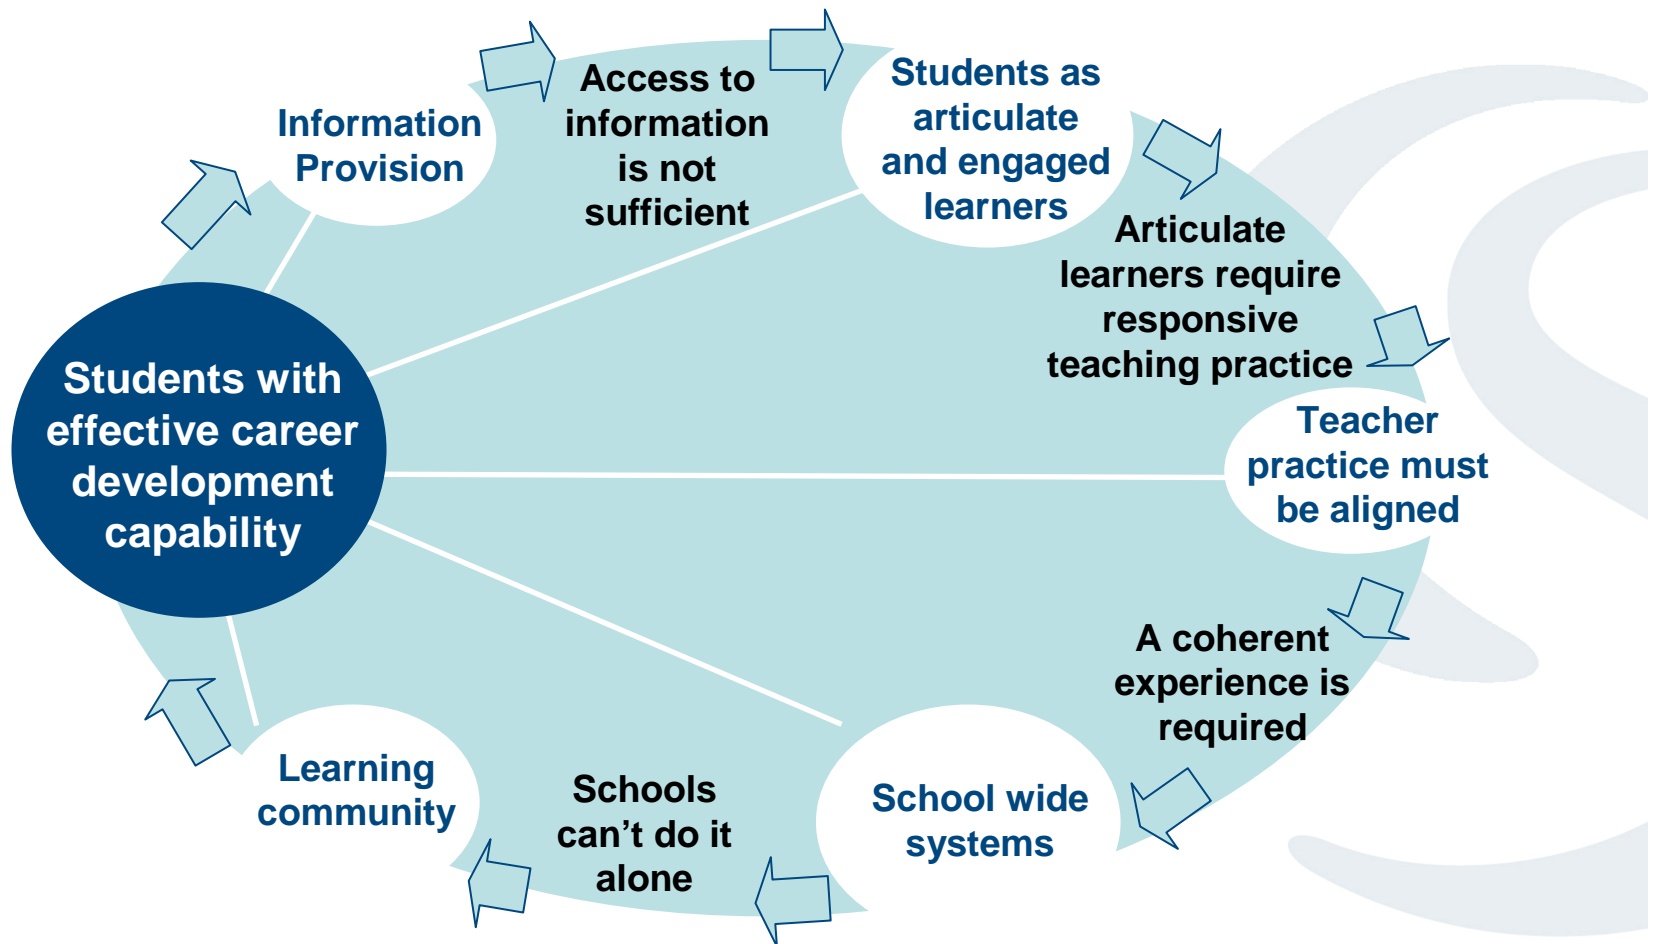 Information
Provision
Access to
information
is not
sufficient
Students as
articulate
and engaged
learners
Articulate
learners require
responsive
teaching practice
Teacher
practice must
be aligned
A coherent
experience is
required
School wide
systems
Schools
can’t do it
alone
Learning
community
Students with
effective career
development
capability